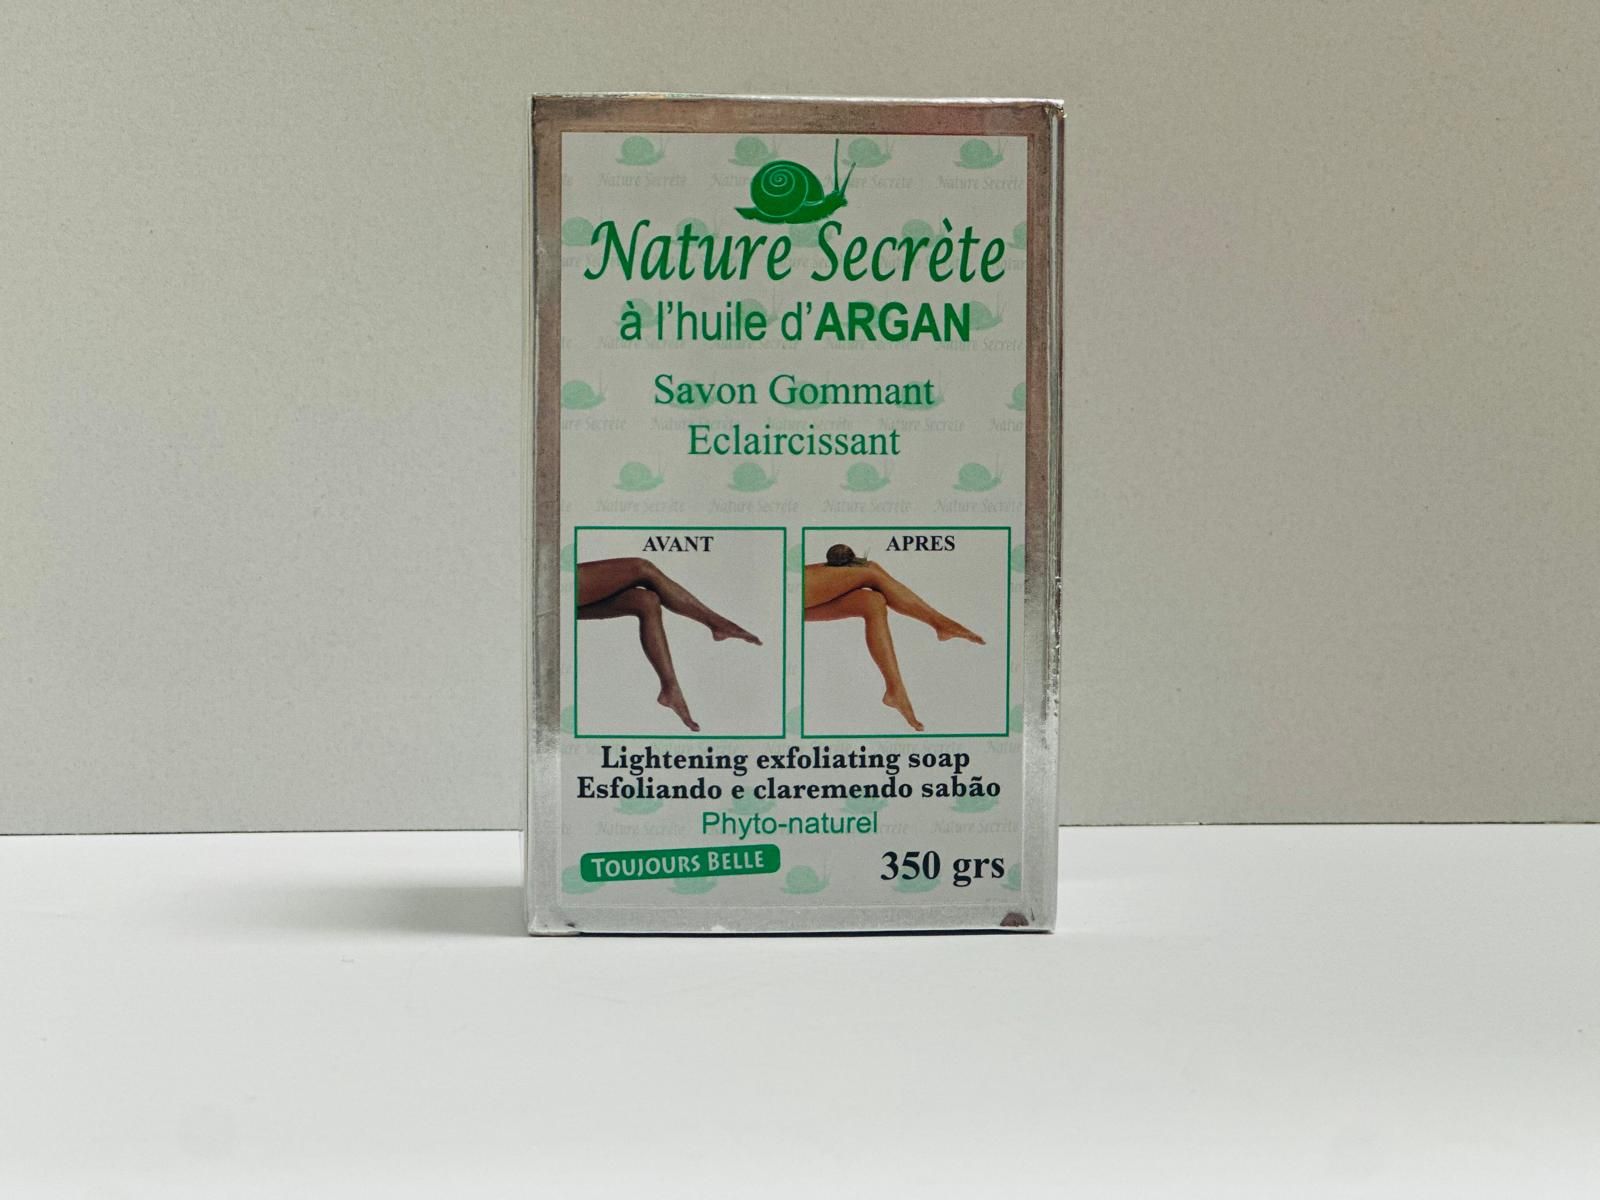 Nature Secrète
à l'huile d'ARGAN
Savon Gommant
Eclaircissant
AVANT
APRES
Lightening exfoliating soap
Esfoliando e claremendo sabão
Phyto-naturel
TOUJOURS BELLE
350 grs